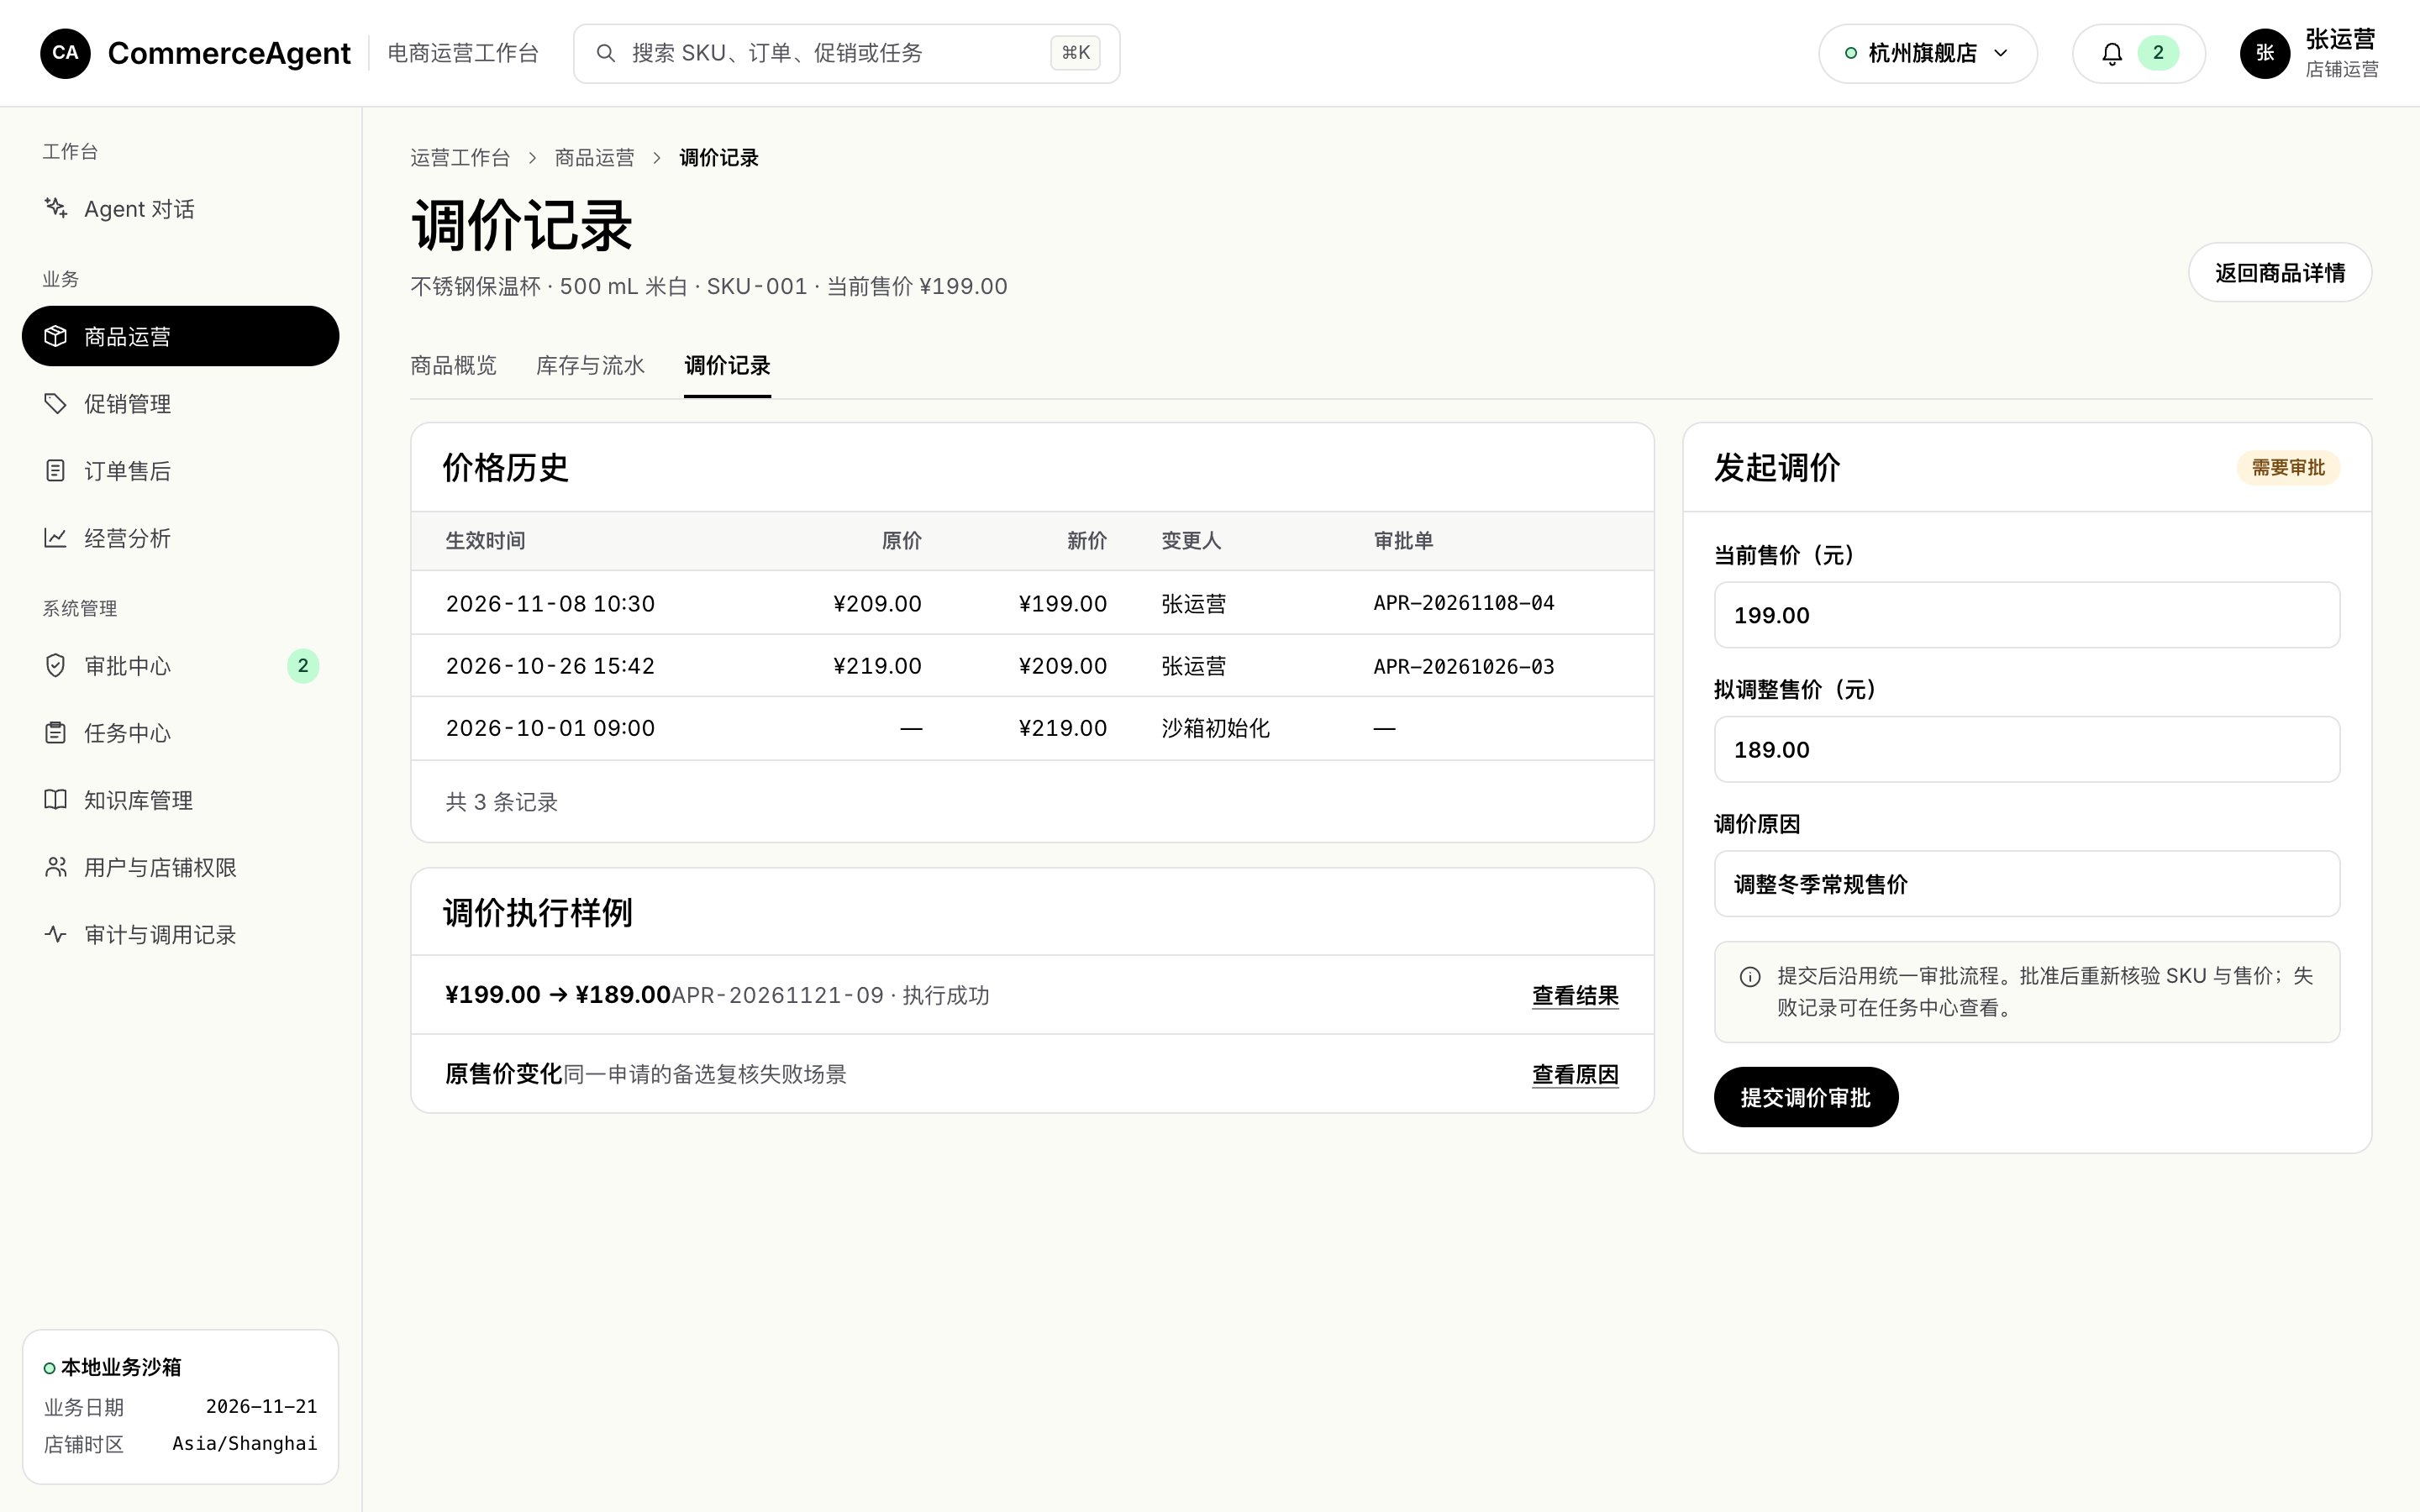 CA CommerceAgent 电商运营工作台 搜索 SKU、订单、促销或任务 ⌘K 杭州旗舰店 2 张 张运营
店铺运营
工作台
Agent 对话
业务
商品运营
促销管理
订单售后
经营分析
系统管理
审批中心 2
任务中心
知识库管理
用户与店铺权限
审计与调用记录
本地业务沙箱
业务日期 2026-11-21
店铺时区 Asia/Shanghai
运营工作台 > 商品运营 > 调价记录
调价记录
不锈钢保温杯 · 500 mL 米白 · SKU-001 · 当前售价 ¥199.00
返回商品详情
商品概览 库存与流水 调价记录
价格历史
生效时间 原价 新价 变更人 审批单
2026-11-08 10:30 ¥209.00 ¥199.00 张运营 APR-20261108-04
2026-10-26 15:42 ¥219.00 ¥209.00 张运营 APR-20261026-03
2026-10-01 09:00 — ¥219.00 沙箱初始化 —
共 3 条记录
调价执行样例
¥199.00 → ¥189.00APR-20261121-09 · 执行成功 查看结果
原售价变化同一申请的备选复核失败场景 查看原因
发起调价 需要审批
当前售价（元）
199.00
拟调整售价（元）
189.00
调价原因
调整冬季常规售价
提交后沿用统一审批流程。批准后重新核验 SKU 与售价；失
败记录可在任务中心查看。
提交调价审批